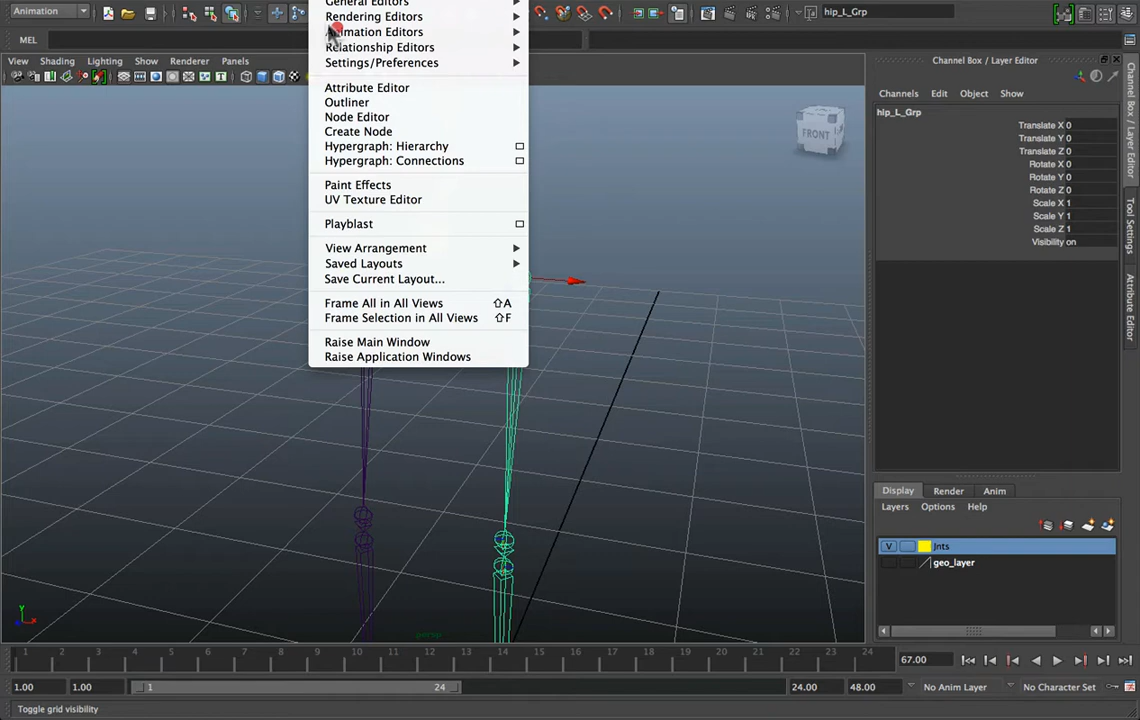 Animation
hip_L_Grp
MEL
View Shading Lighting Show Renderer Panels
General Editors
Rendering Editors
Animation Editors
Relationship Editors
Settings/Preferences
Attribute Editor
Outliner
Node Editor
Create Node
Hypergraph: Hierarchy
Hypergraph: Connections
Paint Effects
UV Texture Editor
Playblast
View Arrangement
Saved Layouts
Save Current Layout...
Frame All in All Views ⇧A
Frame Selection in All Views ⇧F
Raise Main Window
Raise Application Windows
FRONT
persp
Y
X
Channel Box / Layer Editor
Channels Edit Object Show
hip_L_Grp
Translate X 0
Translate Y 0
Translate Z 0
Rotate X 0
Rotate Y 0
Rotate Z 0
Scale X 1
Scale Y 1
Scale Z 1
Visibility on
Channel Box / Layer Editor
Tool Settings
Attribute Editor
Display Render Anim
Layers Options Help
V Jnts
geo_layer
1 2 3 4 5 6 7 8 9 10 11 12 13 14 15 16 17 18 19 20 21 22 23 24
67.00
1.00 1.00 1 24 24.00 48.00 No Anim Layer No Character Set
Toggle grid visibility